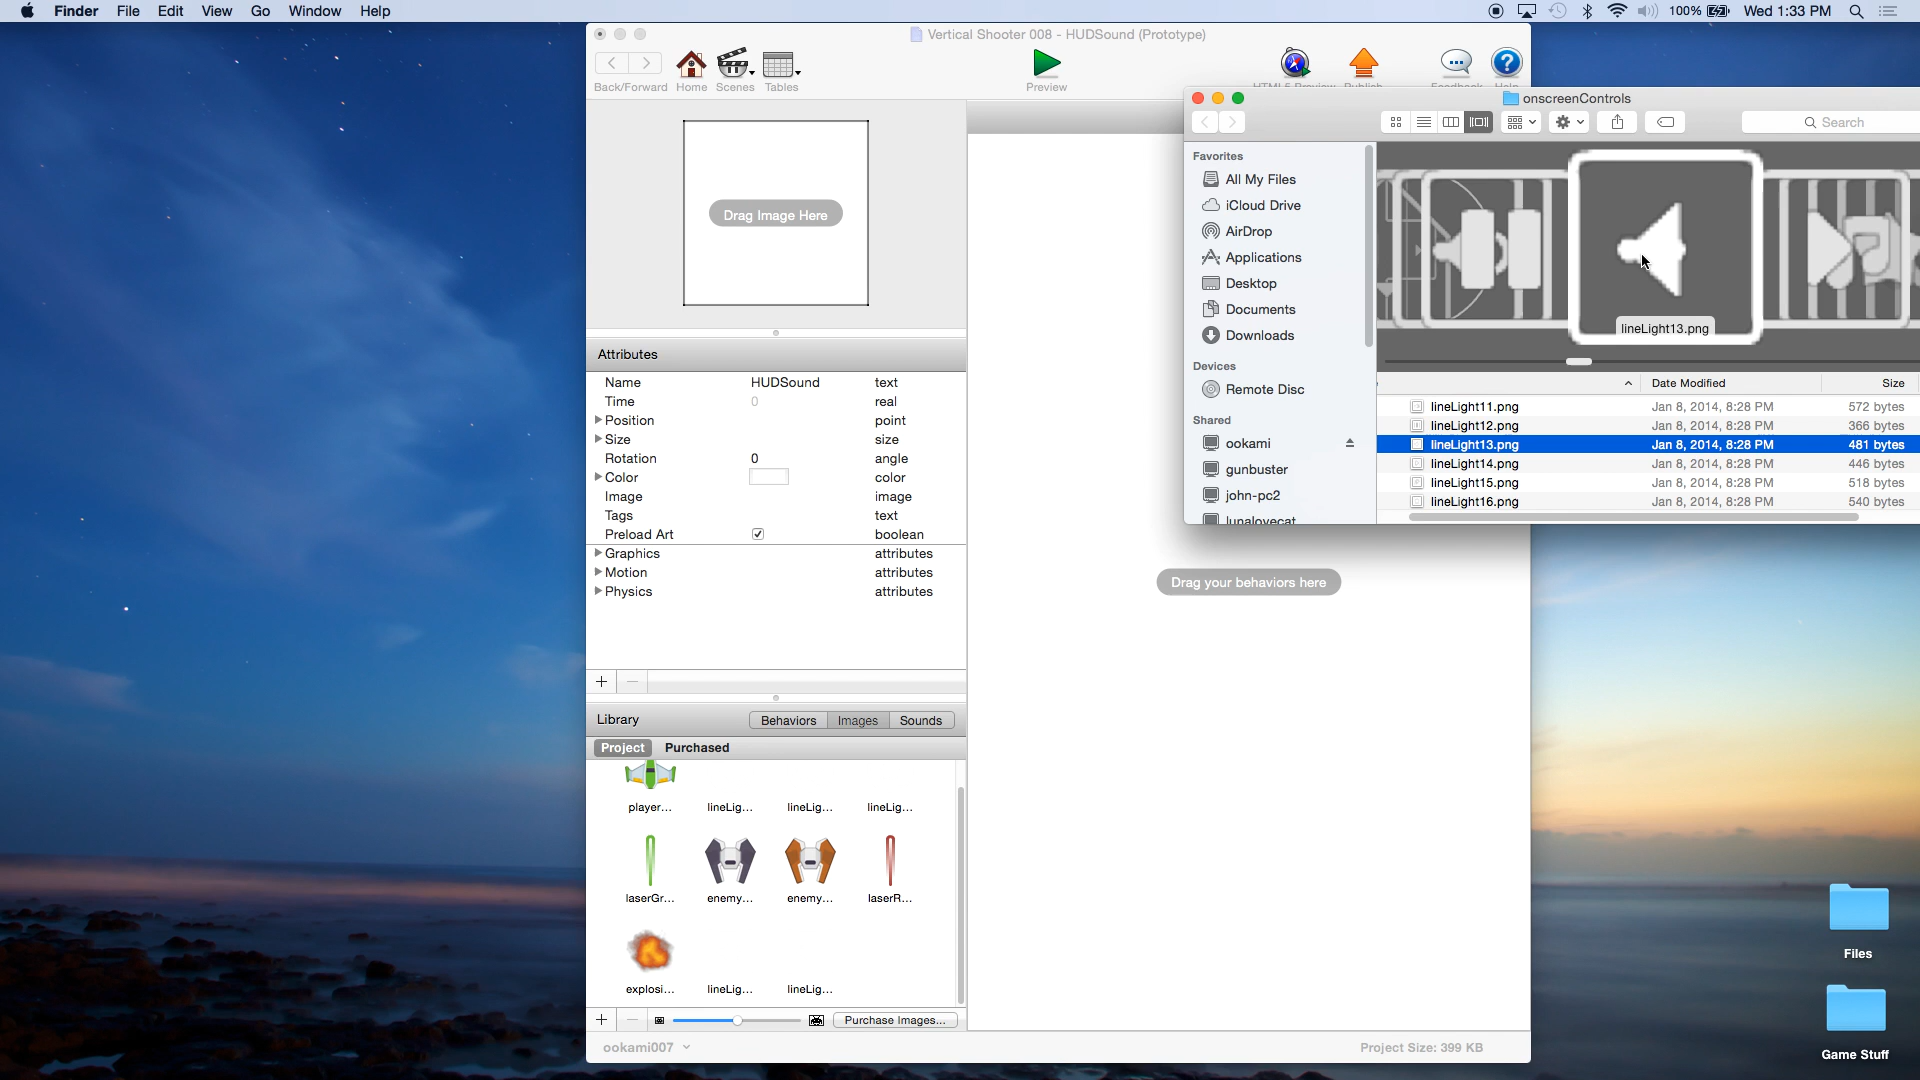 Finder File Edit View Go Window Help
100% Wed 1:33 PM
Vertical Shooter 008 - HUDSound (Prototype)
Back/Forward Home Scenes Tables
Preview
HTML5 Preview Publish Feedback Help
Drag Image Here
Attributes
Name HUDSound text
Time 0 real
Position point
Size size
Rotation 0 angle
Color color
Image image
Tags text
Preload Art boolean
Graphics attributes
Motion attributes
Physics attributes
Library Behaviors Images Sounds
Project Purchased
player... lineLig... lineLig... lineLig...
laserGr... enemy... enemy... laserR...
explosi... lineLig... lineLig...
Purchase Images...
ookami007
Project Size: 399 KB
Drag your behaviors here
onscreenControls
Search
Favorites
All My Files
iCloud Drive
AirDrop
Applications
Desktop
Documents
Downloads
Devices
Remote Disc
Shared
ookami
gunbuster
john-pc2
lunalovecat
lineLight13.png
Date Modified Size
lineLight11.png Jan 8, 2014, 8:28 PM 572 bytes
lineLight12.png Jan 8, 2014, 8:28 PM 366 bytes
lineLight13.png Jan 8, 2014, 8:28 PM 481 bytes
lineLight14.png Jan 8, 2014, 8:28 PM 446 bytes
lineLight15.png Jan 8, 2014, 8:28 PM 518 bytes
lineLight16.png Jan 8, 2014, 8:28 PM 540 bytes
Files
Game Stuff